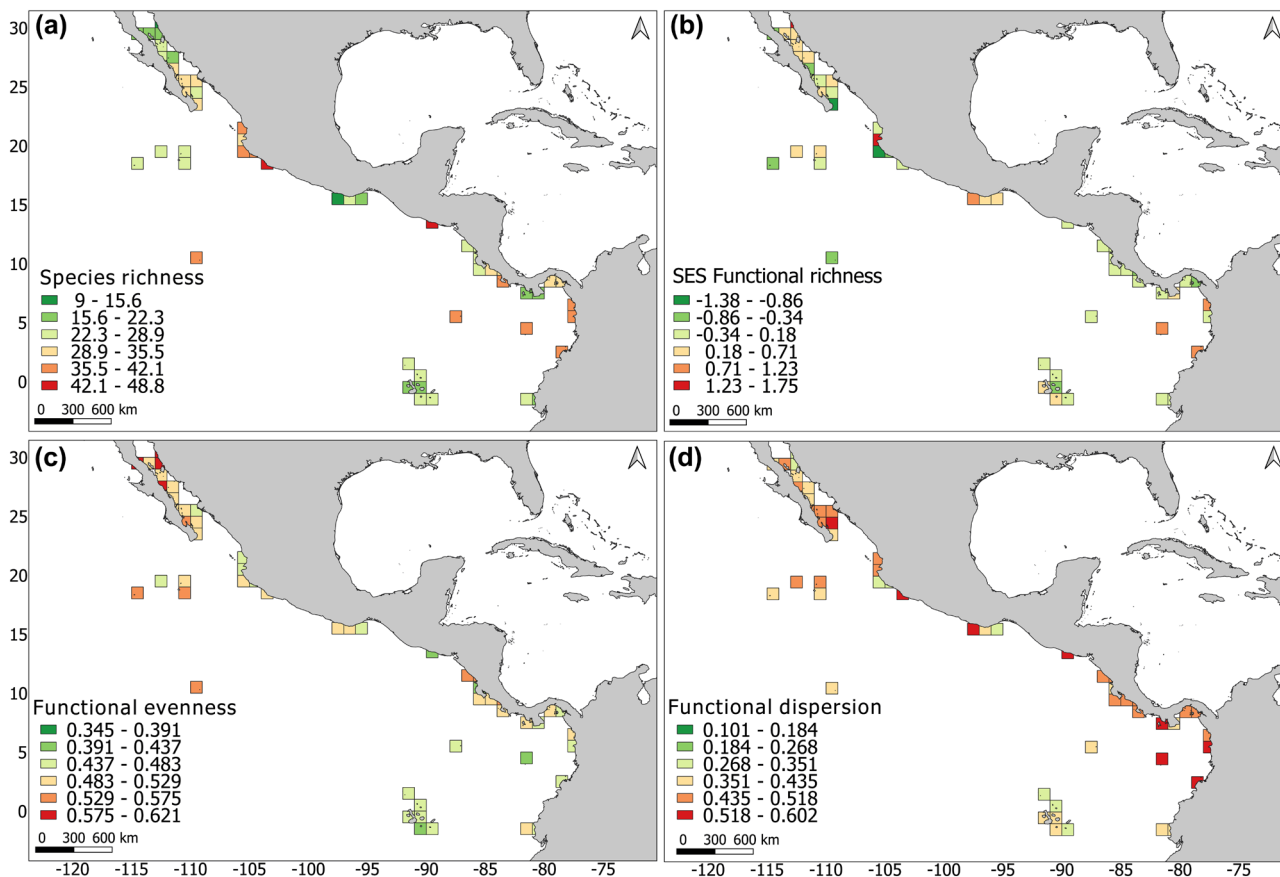 (a)
30
25
20
15
10
5
0
Species richness
9 - 15.6
15.6 - 22.3
22.3 - 28.9
28.9 - 35.5
35.5 - 42.1
42.1 - 48.8
0 300 600 km
(b)
SES Functional richness
-1.38 - -0.86
-0.86 - -0.34
-0.34 - 0.18
0.18 - 0.71
0.71 - 1.23
1.23 - 1.75
0 300 600 km
(c)
30
25
20
15
10
5
0
Functional evenness
0.345 - 0.391
0.391 - 0.437
0.437 - 0.483
0.483 - 0.529
0.529 - 0.575
0.575 - 0.621
0 300 600 km
-120 -115 -110 -105 -100 -95 -90 -85 -80 -75
(d)
Functional dispersion
0.101 - 0.184
0.184 - 0.268
0.268 - 0.351
0.351 - 0.435
0.435 - 0.518
0.518 - 0.602
0 300 600 km
-120 -115 -110 -105 -100 -95 -90 -85 -80 -75